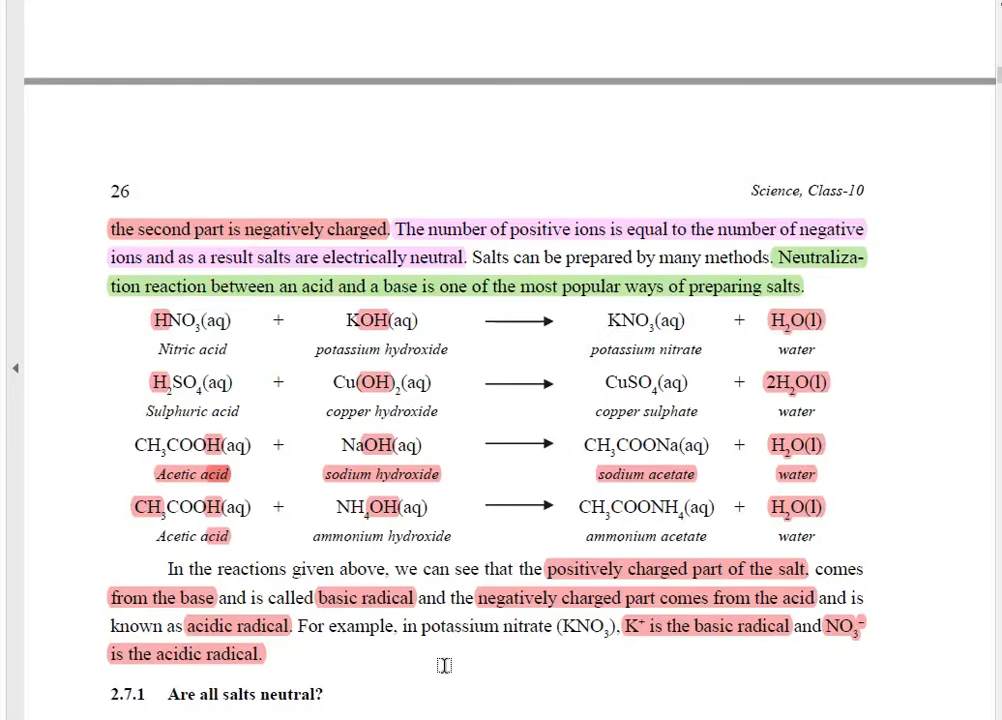 26 Science, Class-10
the second part is negatively charged. The number of positive ions is equal to the number of negative
ions and as a result salts are electrically neutral. Salts can be prepared by many methods. Neutraliza-
tion reaction between an acid and a base is one of the most popular ways of preparing salts.
HNO₃(aq) + KOH(aq) ⟶ KNO₃(aq) + H₂O(l)
Nitric acid potassium hydroxide potassium nitrate water
H₂SO₄(aq) + Cu(OH)₂(aq) ⟶ CuSO₄(aq) + 2H₂O(l)
Sulphuric acid copper hydroxide copper sulphate water
CH₃COOH(aq) + NaOH(aq) ⟶ CH₃COONa(aq) + H₂O(l)
Acetic acid sodium hydroxide sodium acetate water
CH₃COOH(aq) + NH₄OH(aq) ⟶ CH₃COONH₄(aq) + H₂O(l)
Acetic acid ammonium hydroxide ammonium acetate water
In the reactions given above, we can see that the positively charged part of the salt, comes
from the base and is called basic radical and the negatively charged part comes from the acid and is
known as acidic radical. For example, in potassium nitrate (KNO₃), K⁺ is the basic radical and NO₃⁻
is the acidic radical.
2.7.1 Are all salts neutral?